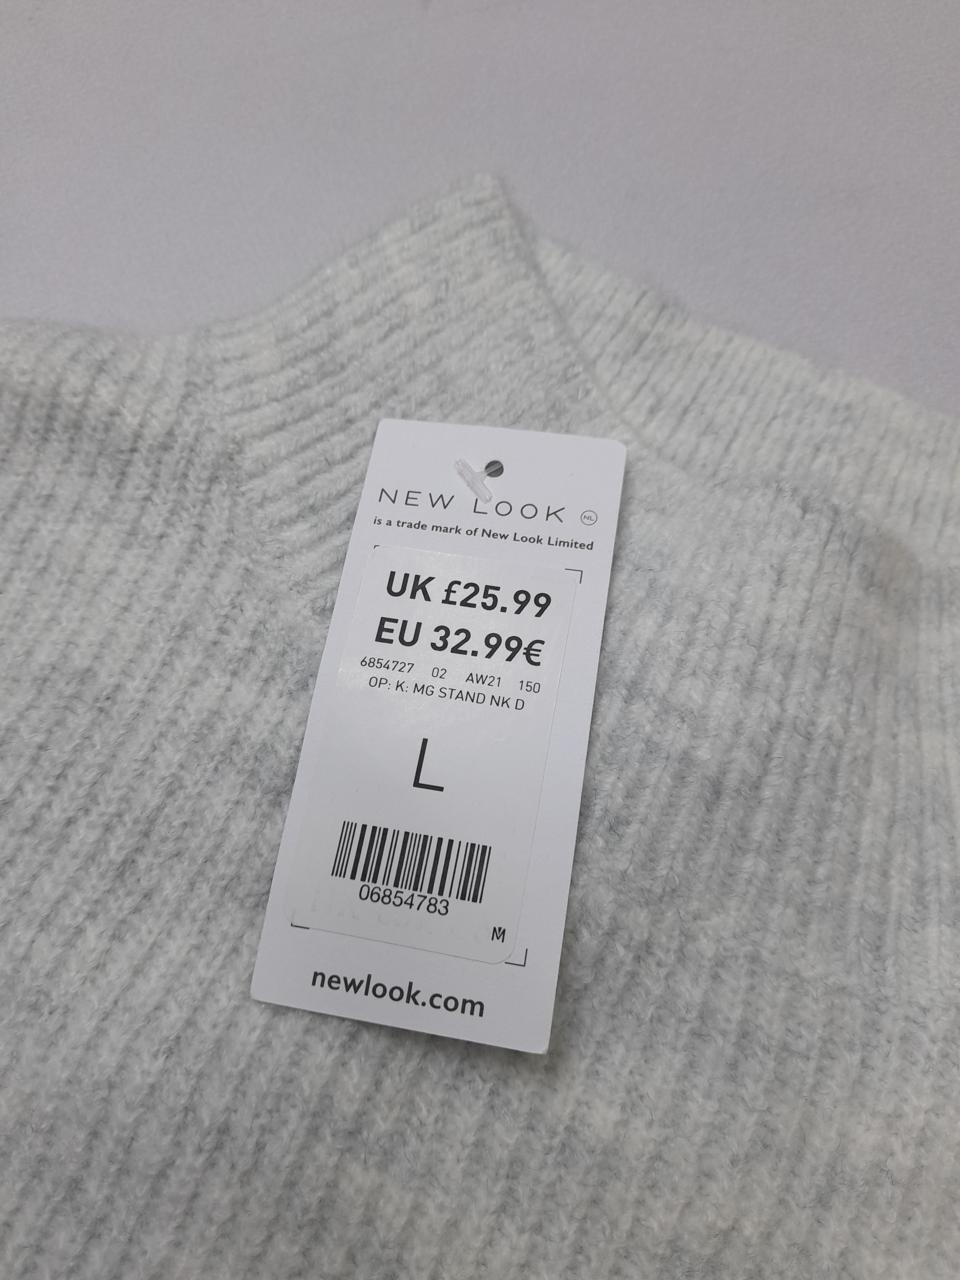 NEW LOOK NL
is a trade mark of New Look Limited
UK £25.99
EU 32.99€
6854727 02 AW21 150
OP: K: MG STAND NK D
L
06854783
M
newlook.com